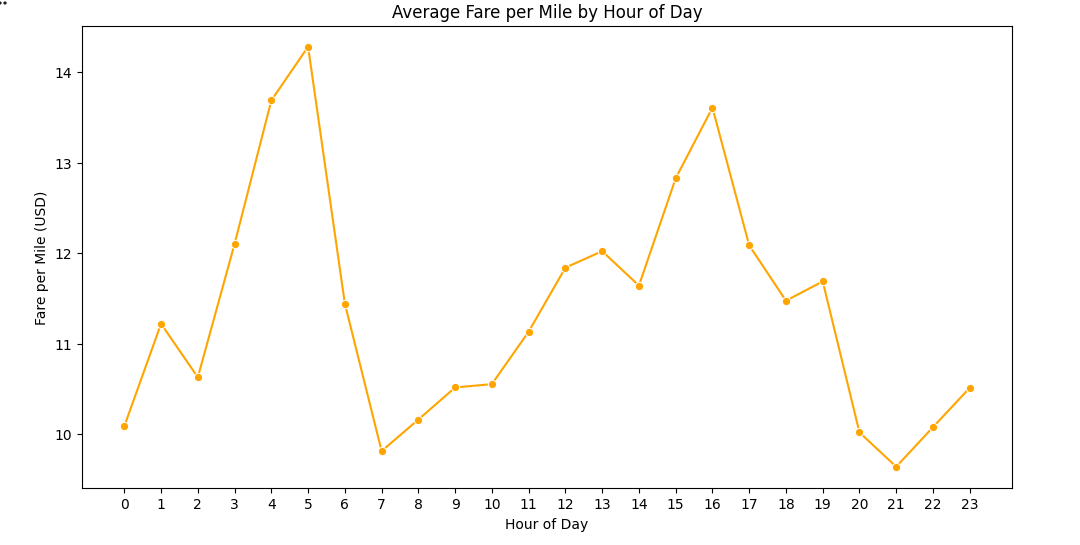 Average Fare per Mile by Hour of Day
14
13
12
11
10
Fare per Mile (USD)
0 1 2 3 4 5 6 7 8 9 10 11 12 13 14 15 16 17 18 19 20 21 22 23
Hour of Day